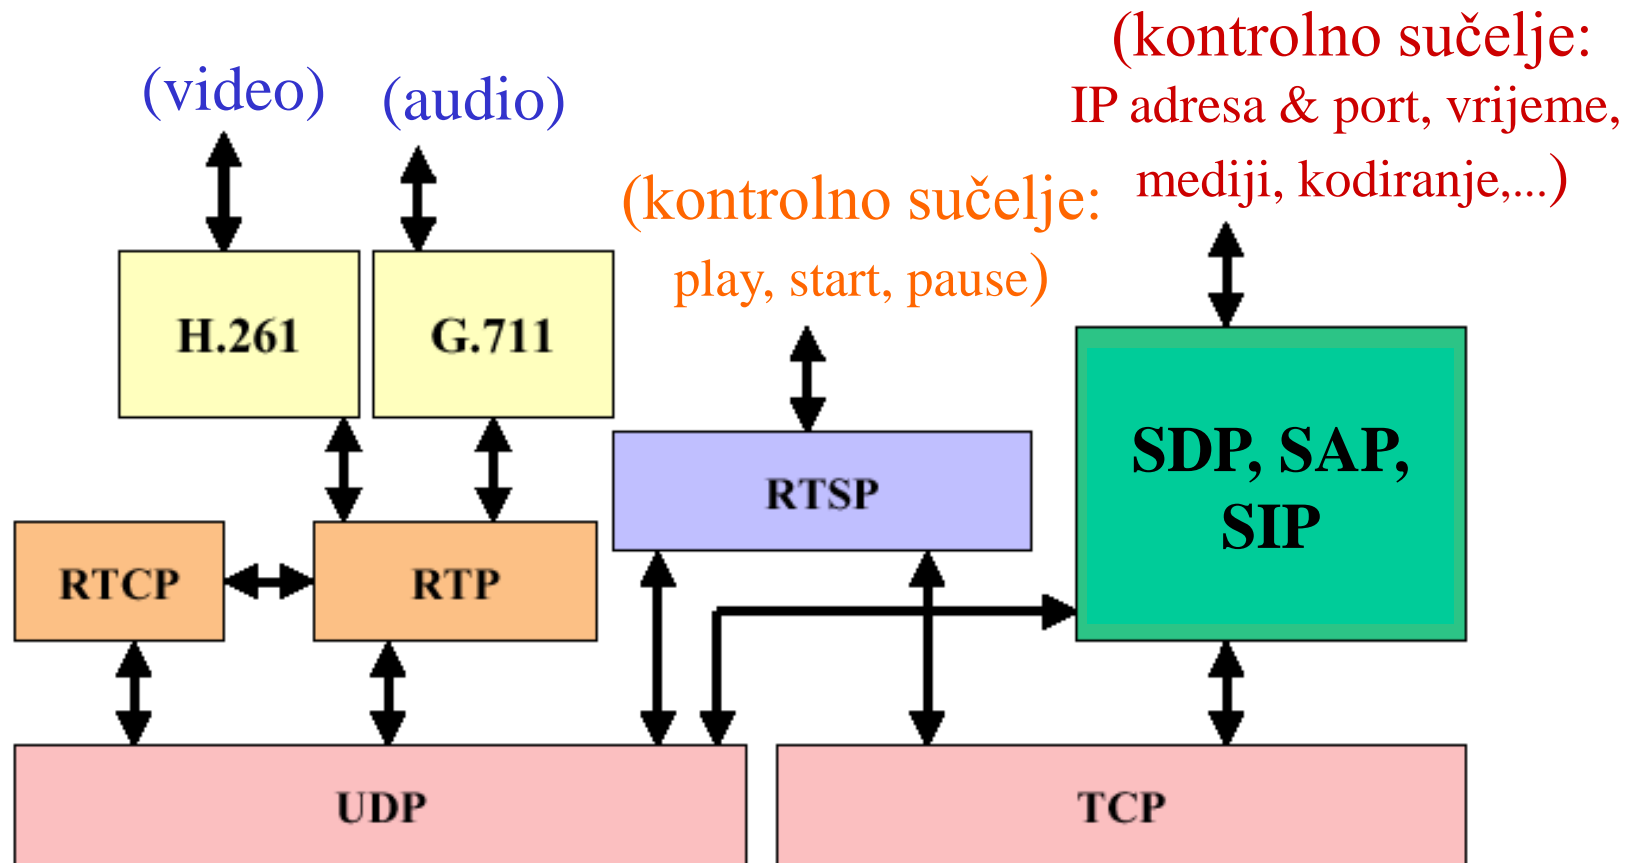 (kontrolno sučelje:
IP adresa & port, vrijeme,
mediji, kodiranje,...)
(video)
(audio)
(kontrolno sučelje:
play, start, pause)
H.261
G.711
RTSP
SDP, SAP,
SIP
RTCP
RTP
UDP
TCP